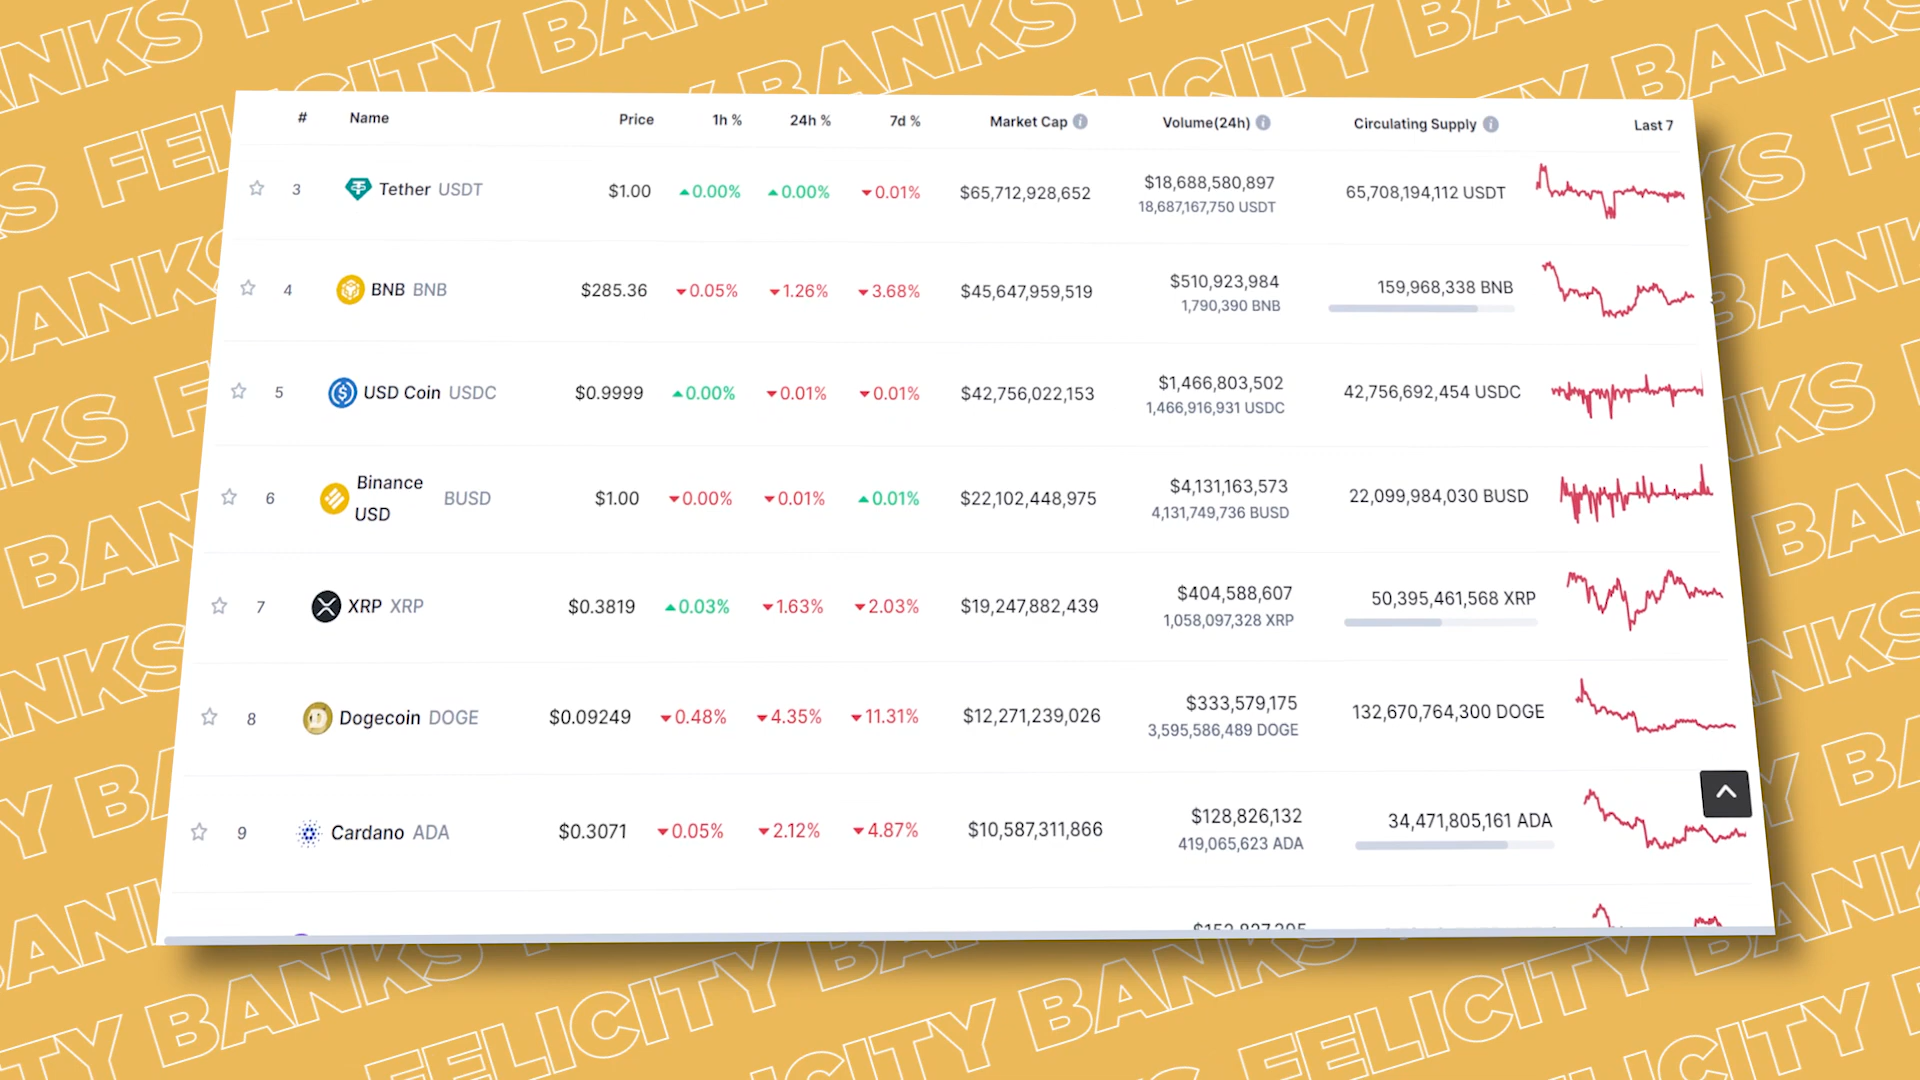 FELICITY BANKS
# Name Price 1h % 24h % 7d % Market Cap Volume(24h) Circulating Supply Last 7
3 Tether USDT $1.00 0.00% 0.00% 0.01% $65,712,928,652 $18,688,580,897 65,708,194,112 USDT
18,687,167,750 USDT
4 BNB BNB $285.36 0.05% 1.26% 3.68% $45,647,959,519 $510,923,984 159,968,338 BNB
1,790,390 BNB
5 USD Coin USDC $0.9999 0.00% 0.01% 0.01% $42,756,022,153 $1,466,803,502 42,756,692,454 USDC
1,466,916,931 USDC
6 Binance USD BUSD $1.00 0.00% 0.01% 0.01% $22,102,448,975 $4,131,163,573 22,099,984,030 BUSD
4,131,749,736 BUSD
7 XRP XRP $0.3819 0.03% 1.63% 2.03% $19,247,882,439 $404,588,607 50,395,461,568 XRP
1,058,097,328 XRP
8 Dogecoin DOGE $0.09249 0.48% 4.35% 11.31% $12,271,239,026 $333,579,175 132,670,764,300 DOGE
3,595,586,489 DOGE
9 Cardano ADA $0.3071 0.05% 2.12% 4.87% $10,587,311,866 $128,826,132 34,471,805,161 ADA
419,065,623 ADA
FELICITY BANKS